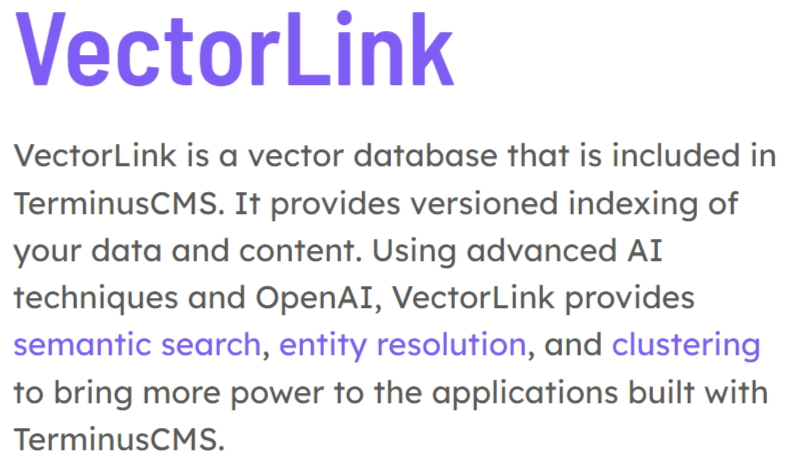 VectorLink
VectorLink is a vector database that is included in
TerminusCMS. It provides versioned indexing of
your data and content. Using advanced AI
techniques and OpenAI, VectorLink provides
semantic search, entity resolution, and clustering
to bring more power to the applications built with
TerminusCMS.